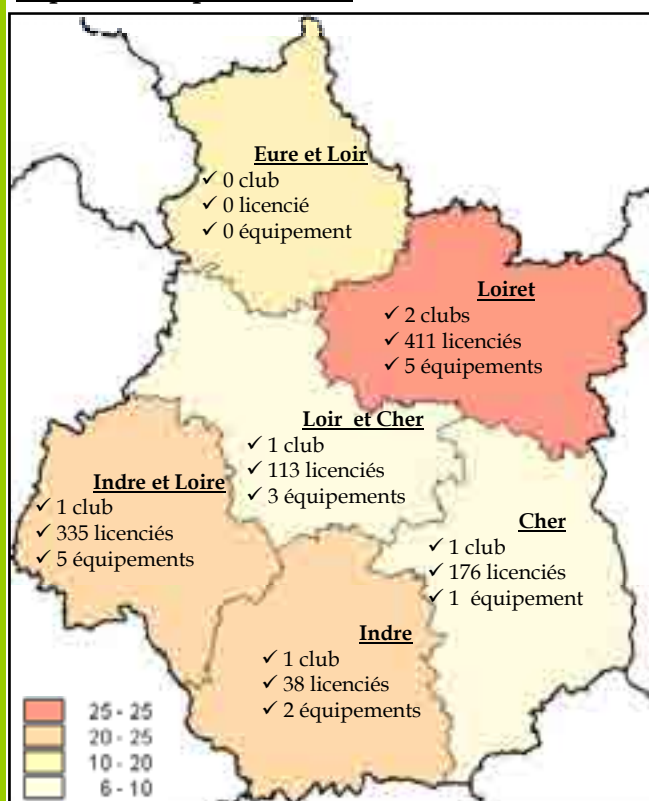 Eure et Loir
✓ 0 club
✓ 0 licencié
✓ 0 équipement
Loiret
✓ 2 clubs
✓ 411 licenciés
✓ 5 équipements
Loir et Cher
✓ 1 club
✓ 113 licenciés
✓ 3 équipements
Indre et Loire
✓ 1 club
✓ 335 licenciés
✓ 5 équipements
Cher
✓ 1 club
✓ 176 licenciés
✓ 1 équipement
Indre
✓ 1 club
✓ 38 licenciés
✓ 2 équipements
25 - 25
20 - 25
10 - 20
6 - 10